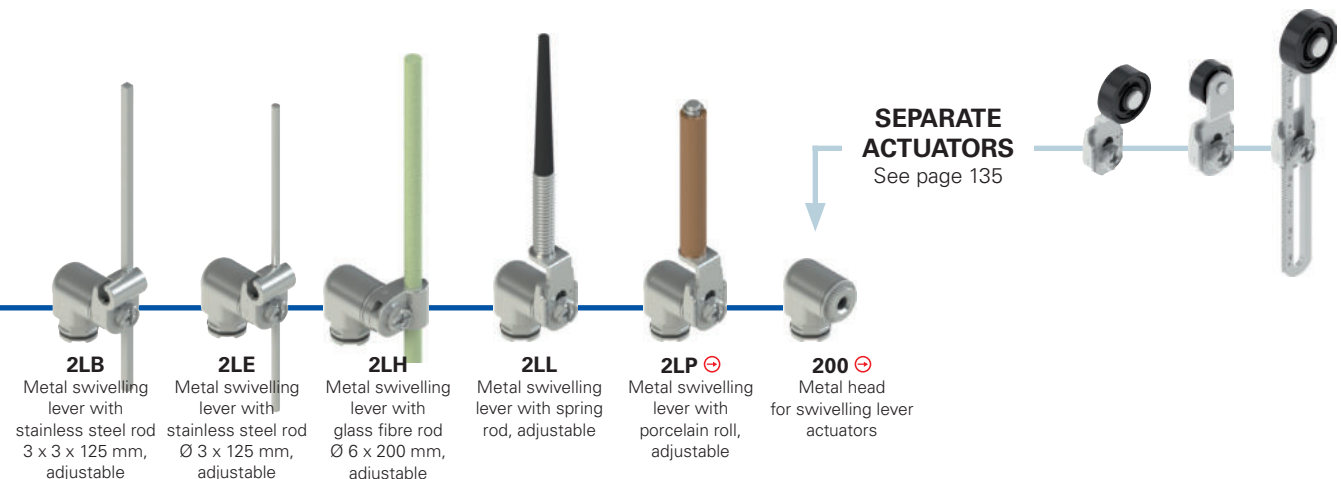 SEPARATE
ACTUATORS
See page 135
2LB
Metal swivelling
lever with
stainless steel rod
3 x 3 x 125 mm,
adjustable
2LE
Metal swivelling
lever with
stainless steel rod
Ø 3 x 125 mm,
adjustable
2LH
Metal swivelling
lever with
glass fibre rod
Ø 6 x 200 mm,
adjustable
2LL
Metal swivelling
lever with spring
rod, adjustable
2LP
Metal swivelling
lever with
porcelain roll,
adjustable
200
Metal head
for swivelling lever
actuators